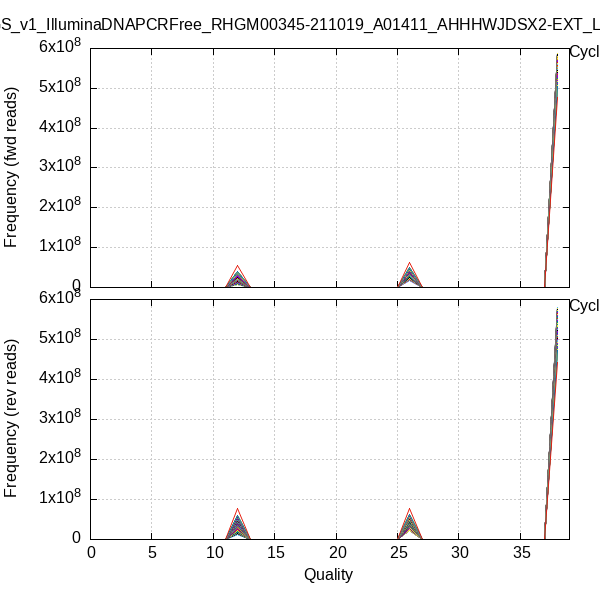 S_v1_IlluminaDNAPCRFree_RHGM00345-211019_A01411_AHHHWJDSX2-EXT_L
Cycl
6x10^8
5x10^8
4x10^8
3x10^8
2x10^8
1x10^8
0
Frequency (fwd reads)
Cycl
6x10^8
5x10^8
4x10^8
3x10^8
2x10^8
1x10^8
0
Frequency (rev reads)
0 5 10 15 20 25 30 35
Quality